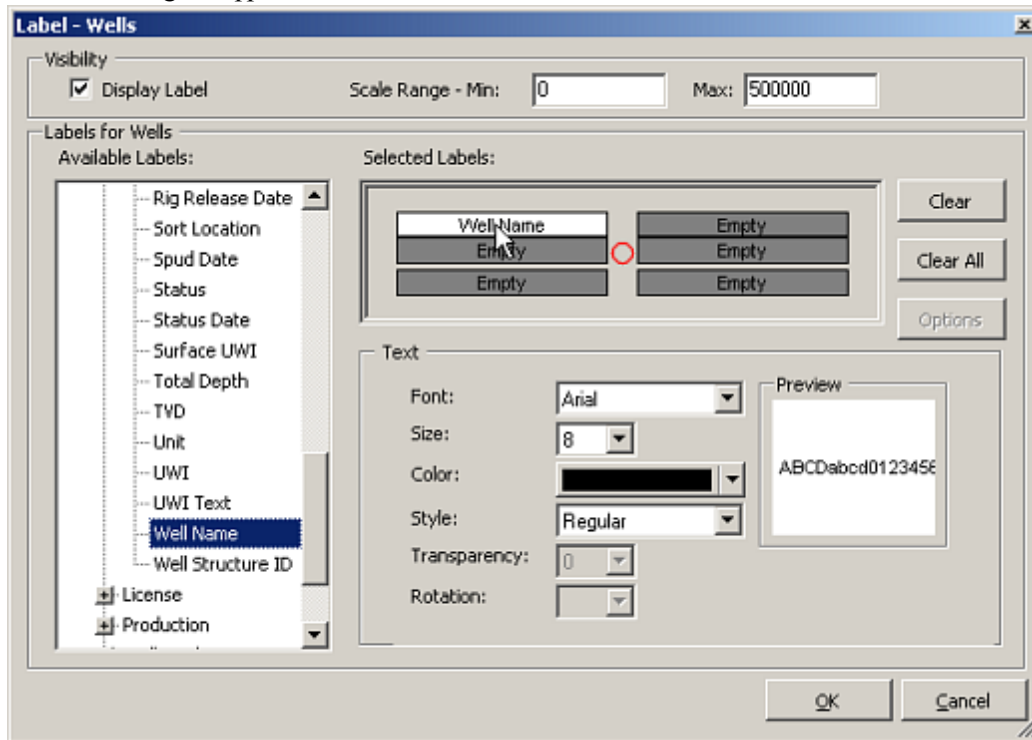 Label - Wells
Visibility
Display Label
Scale Range - Min: 0
Max: 500000
Labels for Wells
Available Labels:
Rig Release Date
Sort Location
Spud Date
Status
Status Date
Surface UWI
Total Depth
TVD
Unit
UWI
UWI Text
Well Name
Well Structure ID
License
Production
Selected Labels:
Well Name
Empty
Empty
Empty
Empty
Empty
Clear
Clear All
Options
Text
Font: Arial
Size: 8
Color:
Style: Regular
Transparency: 0
Rotation:
Preview
ABCDabcd0123456
OK
Cancel